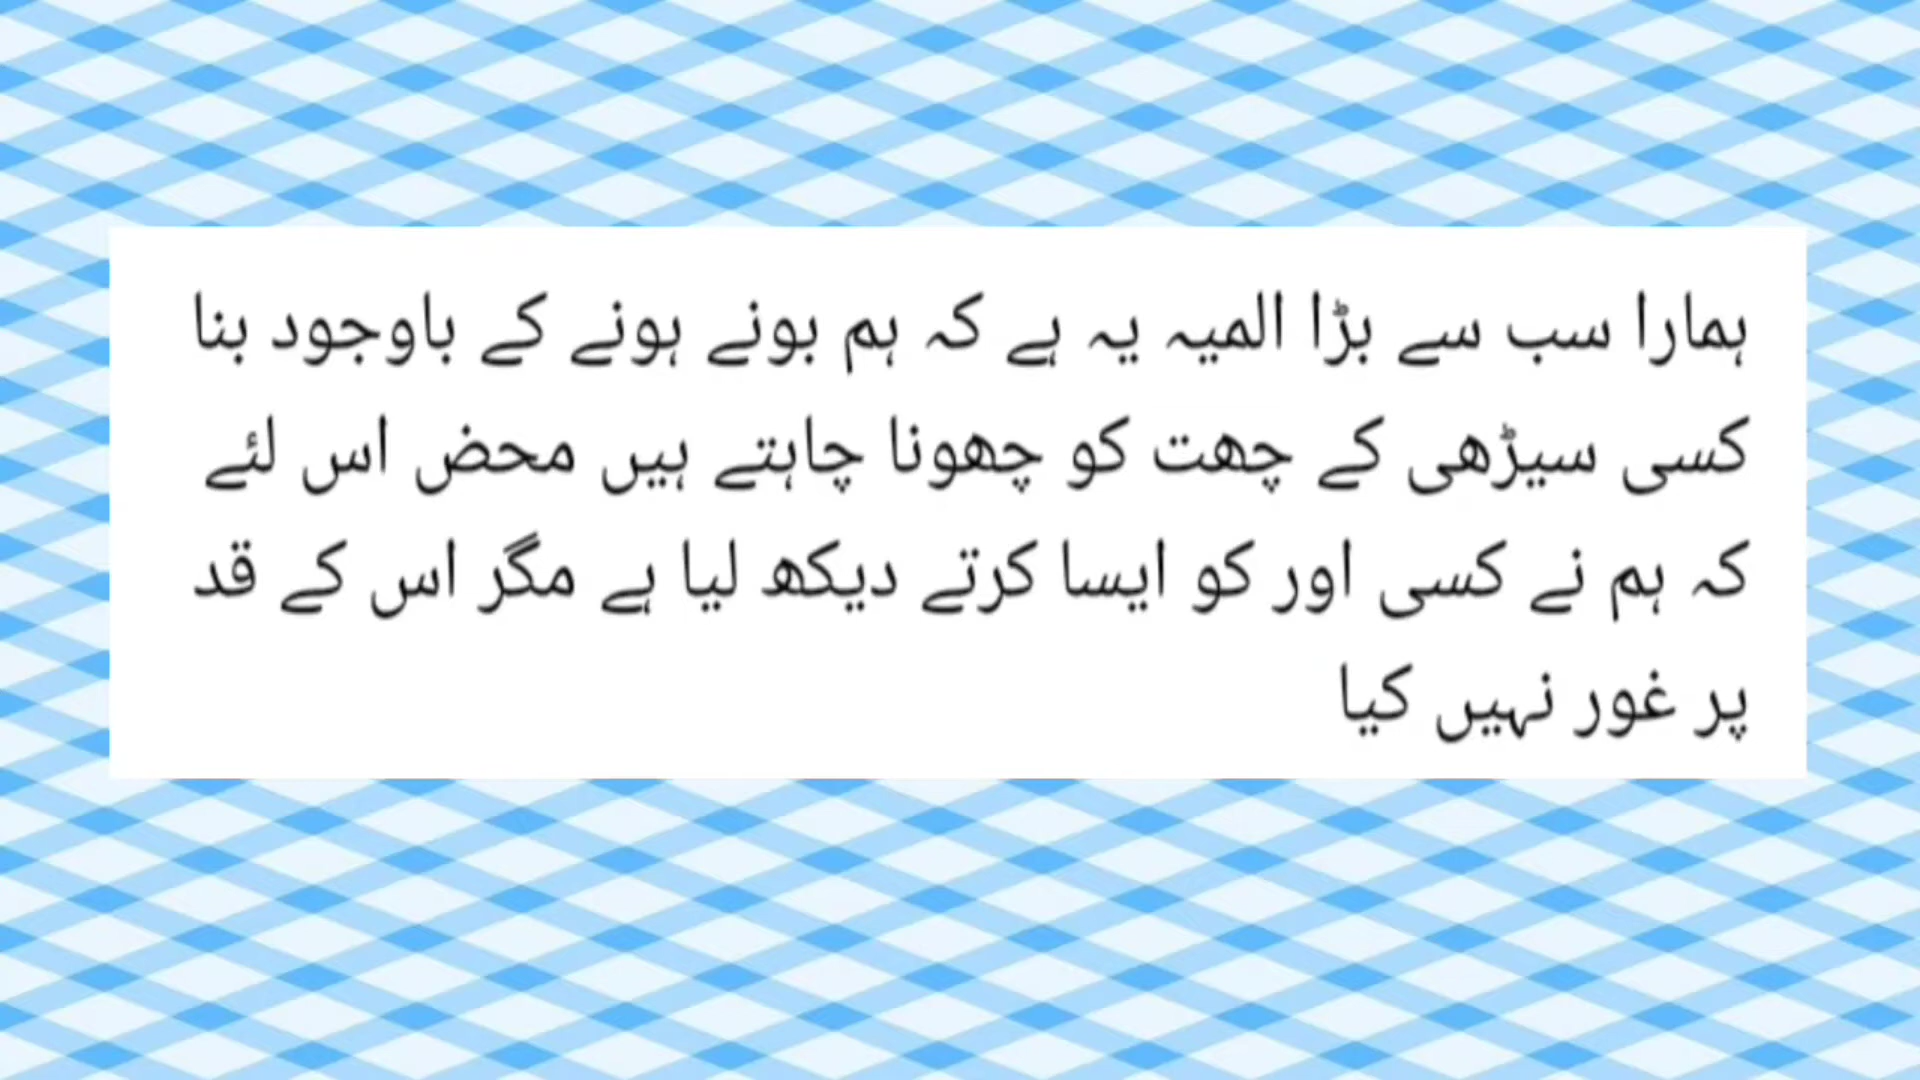 ہمارا سب سے بڑا المیہ یہ ہے کہ ہم بونے ہونے کے باوجود بنا
کسی سیڑھی کے چھت کو چھونا چاہتے ہیں محض اس لئے
کہ ہم نے کسی اور کو ایسا کرتے دیکھ لیا ہے مگر اس کے قد
پر غور نہیں کیا